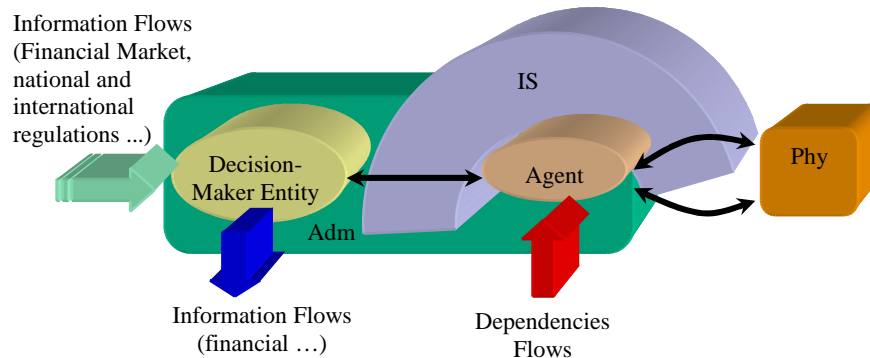 Information Flows
(Financial Market,
national and
international
regulations ...)
IS
Decision-
Maker Entity
Agent
Phy
Adm
Information Flows
(financial …)
Dependencies
Flows